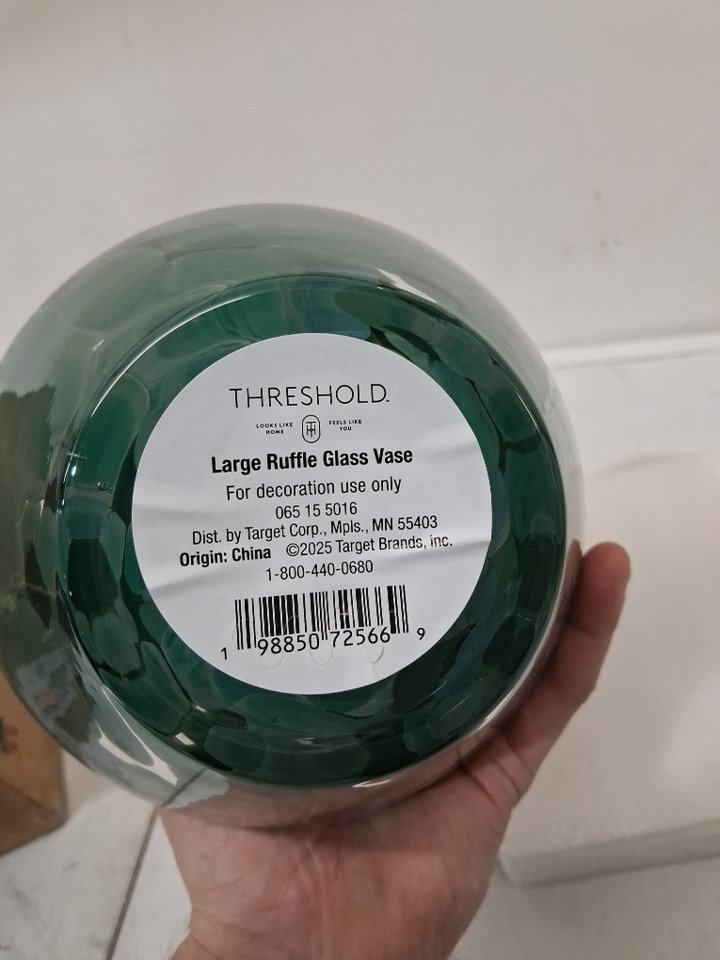 THRESHOLD™
LOOKS LIKE HOME TH FEELS LIKE YOU
Large Ruffle Glass Vase
For decoration use only
065 15 5016
Dist. by Target Corp., Mpls., MN 55403
Origin: China ©2025 Target Brands, Inc.
1-800-440-0680
1 98850 72566 9